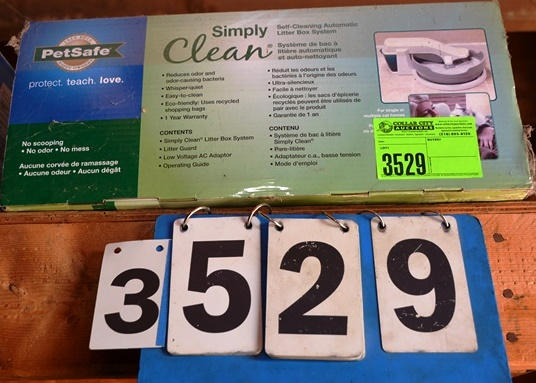 PetSafe
protect. teach. love.
No scooping
• No odor • No mess
Aucune corvée de ramassage
• Aucune odeur • Aucun dégât
Simply
Clean
Self-Cleaning Automatic
Litter Box System
Système de bac à
litière automatique
et auto-nettoyant
• Reduces odor and
odor-causing bacteria
• Whisper-quiet
• Easy-to-clean
• Eco-friendly: Uses recycled
shopping bags
• 1 Year Warranty
CONTENTS
• Simply Clean® Litter Box System
• Litter Guard
• Low Voltage AC Adaptor
• Operating Guide
• Réduit les odeurs et les
bactéries à l'origine des odeurs
• Ultra-silencieux
• Facile à nettoyer
• Écologique : les sacs d'épicerie
recyclés peuvent être utilisés de
pair avec le produit
• Garantie de 1 an
CONTENU
• Système de bac à litière
Simply Clean®
• Pare-litière
• Adaptateur c.a., basse tension
• Mode d'emploi
For single or
multiple cat homes
COLLAR CITY
AUCTIONS
3529
3 5 2 9